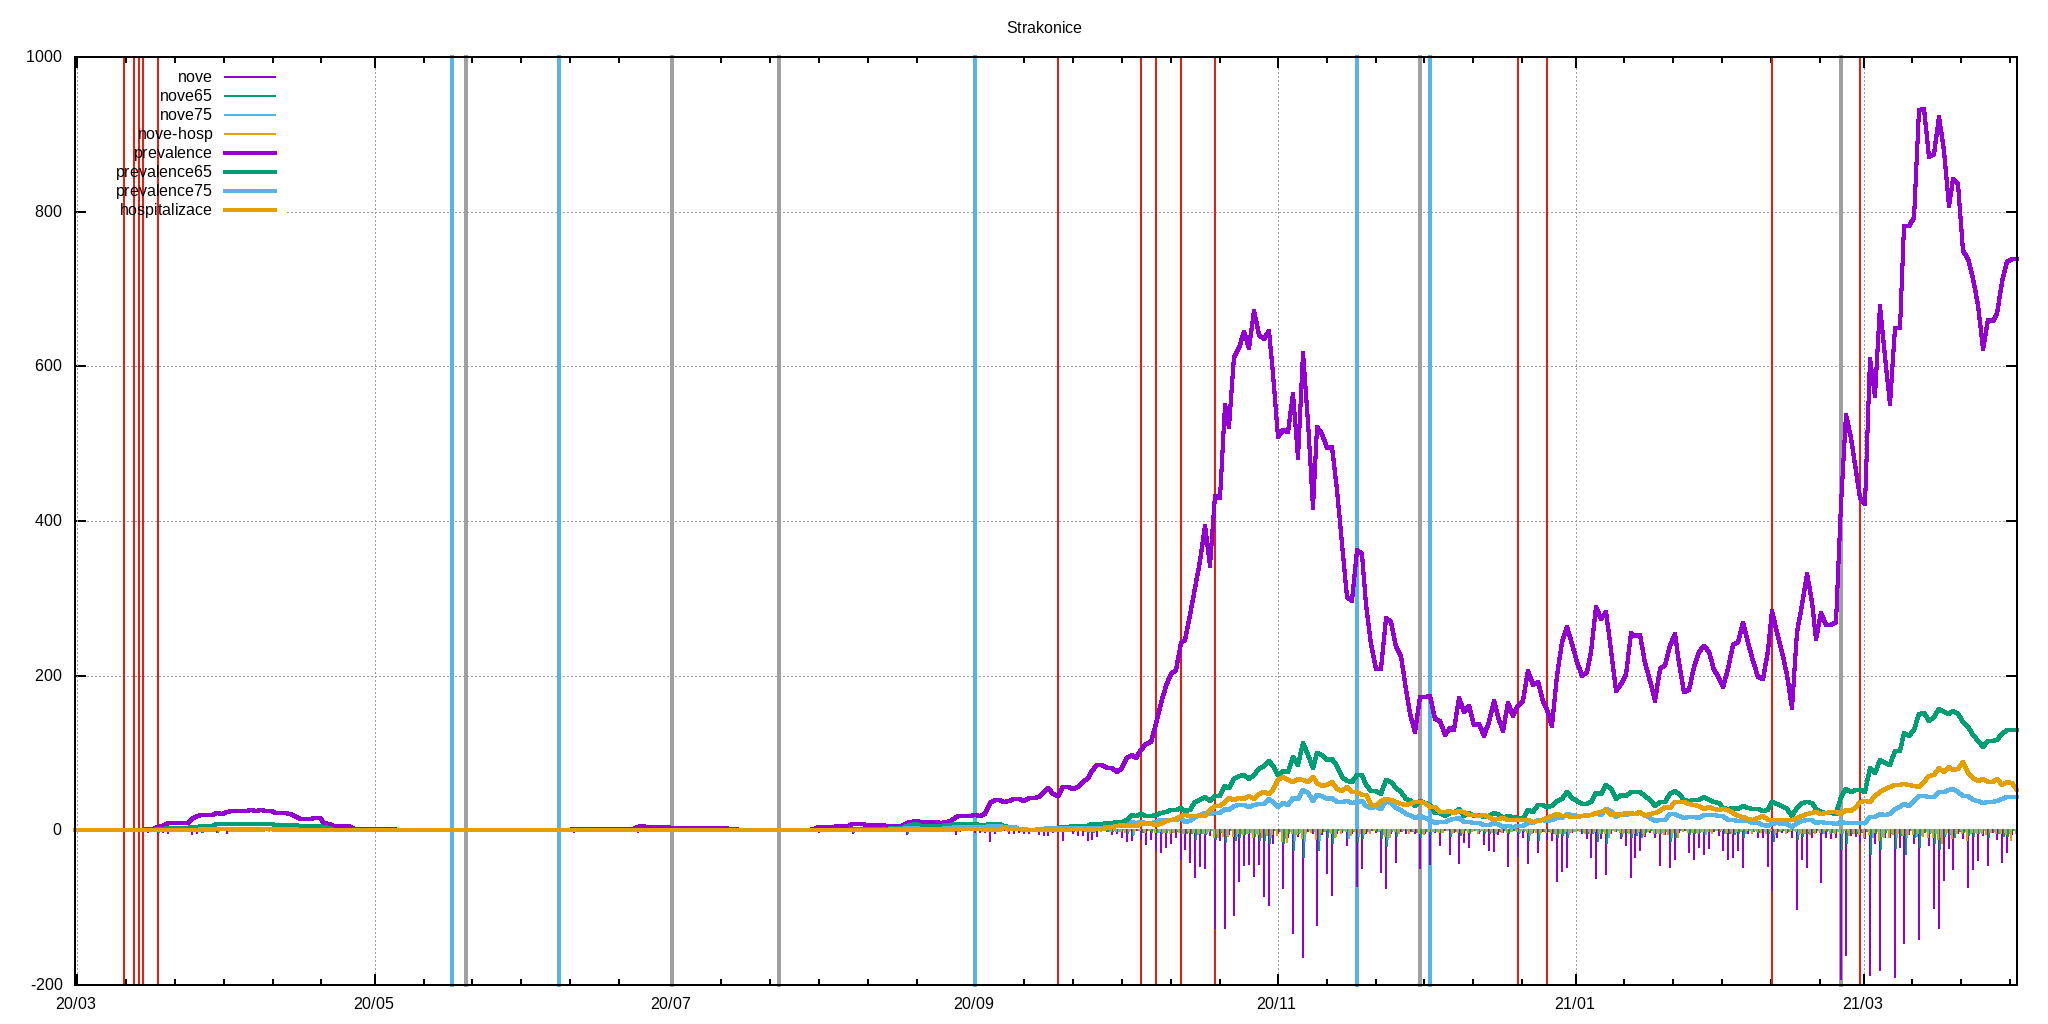 Strakonice
1000
800
600
400
200
0
-200
nove
nove65
nove75
nove-hosp
prevalence
prevalence65
prevalence75
hospitalizace
20/03 20/05 20/07 20/09 20/11 21/01 21/03